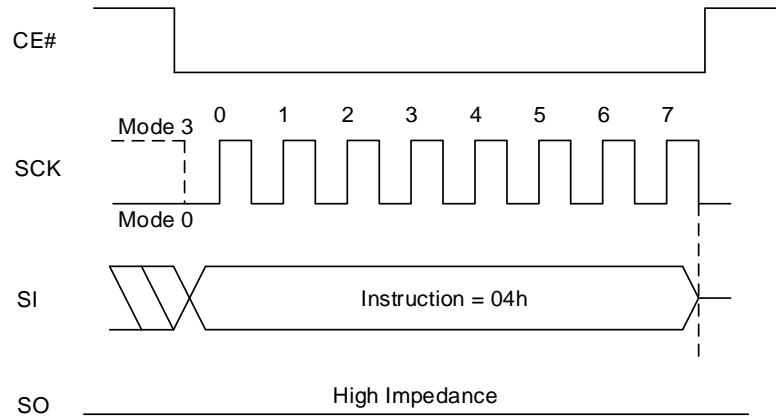 CE#
0 1 2 3 4 5 6 7
Mode 3
SCK
Mode 0
SI
Instruction = 04h
High Impedance
SO